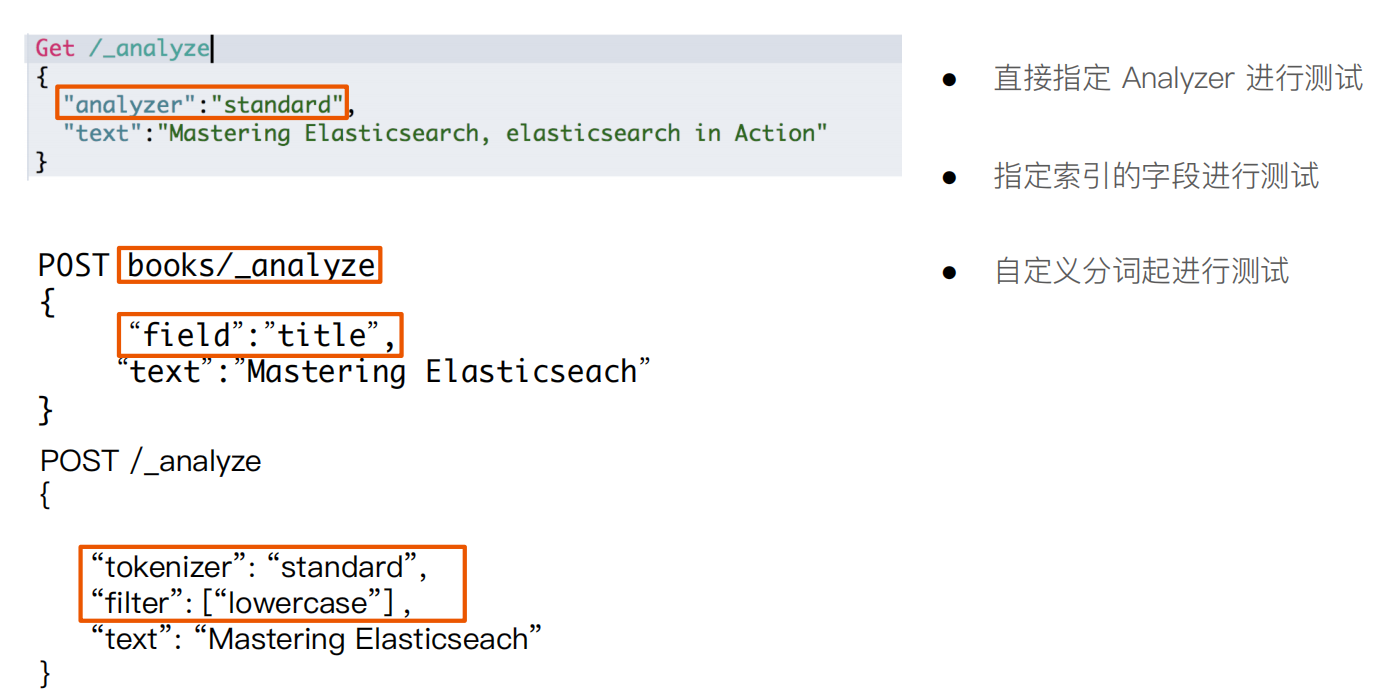 Get /_analyze
{
"analyzer":"standard",
"text":"Mastering Elasticsearch, elasticsearch in Action"
}
POST books/_analyze
{
“field”:”title”,
“text”:”Mastering Elasticseach”
}
POST /_analyze
{
“tokenizer”: “standard”,
“filter”: [“lowercase”] ,
“text”: “Mastering Elasticseach”
}
● 直接指定 Analyzer 进行测试
● 指定索引的字段进行测试
● 自定义分词起进行测试